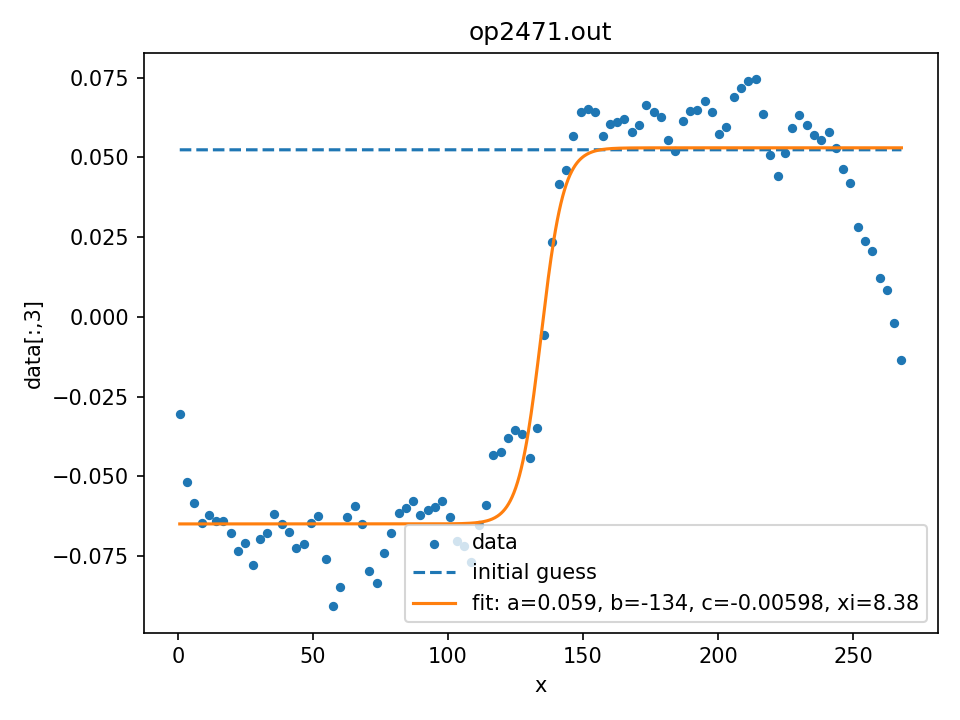 op2471.out
data[:,3]
0.075
0.050
0.025
0.000
−0.025
−0.050
−0.075
data
initial guess
fit: a=0.059, b=-134, c=-0.00598, xi=8.38
0 50 100 150 200 250
x